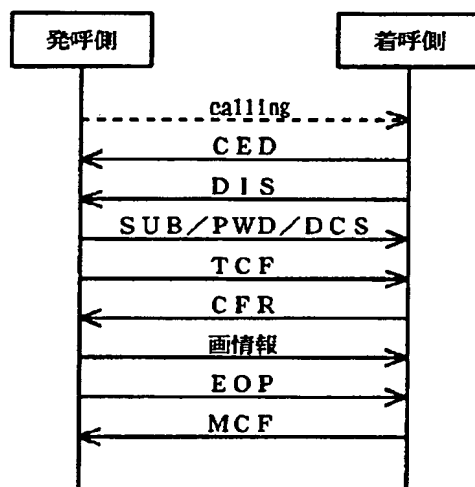 発呼側
着呼側
calling
CED
DIS
SUB/PWD/DCS
TCF
CFR
画情報
EOP
MCF